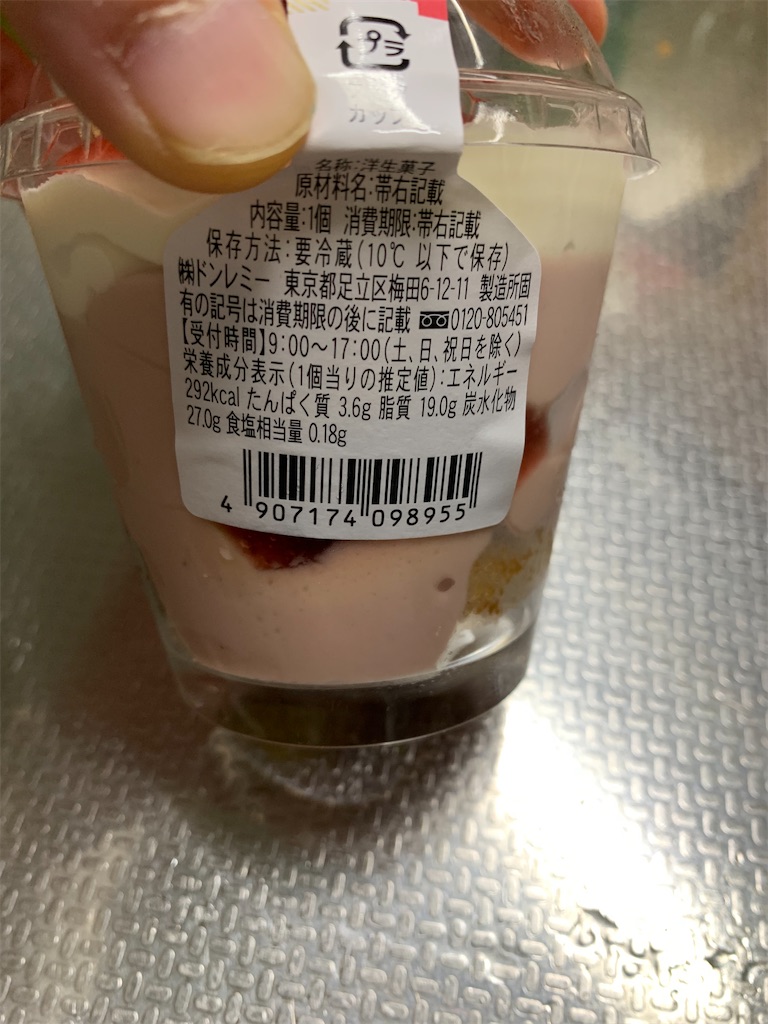 プラ
カップ
名称:洋生菓子
原材料名:帯右記載
内容量:1個 消費期限:帯右記載
保存方法:要冷蔵(10℃ 以下で保存)
㈱ドンレミー 東京都足立区梅田6-12-11 製造所固
有の記号は消費期限の後に記載 0120-805451
【受付時間】9:00～17:00(土、日、祝日を除く)
栄養成分表示(1個当りの推定値):エネルギー
292kcal たんぱく質 3.6g 脂質 19.0g 炭水化物
27.0g 食塩相当量 0.18g
4 907174 098955